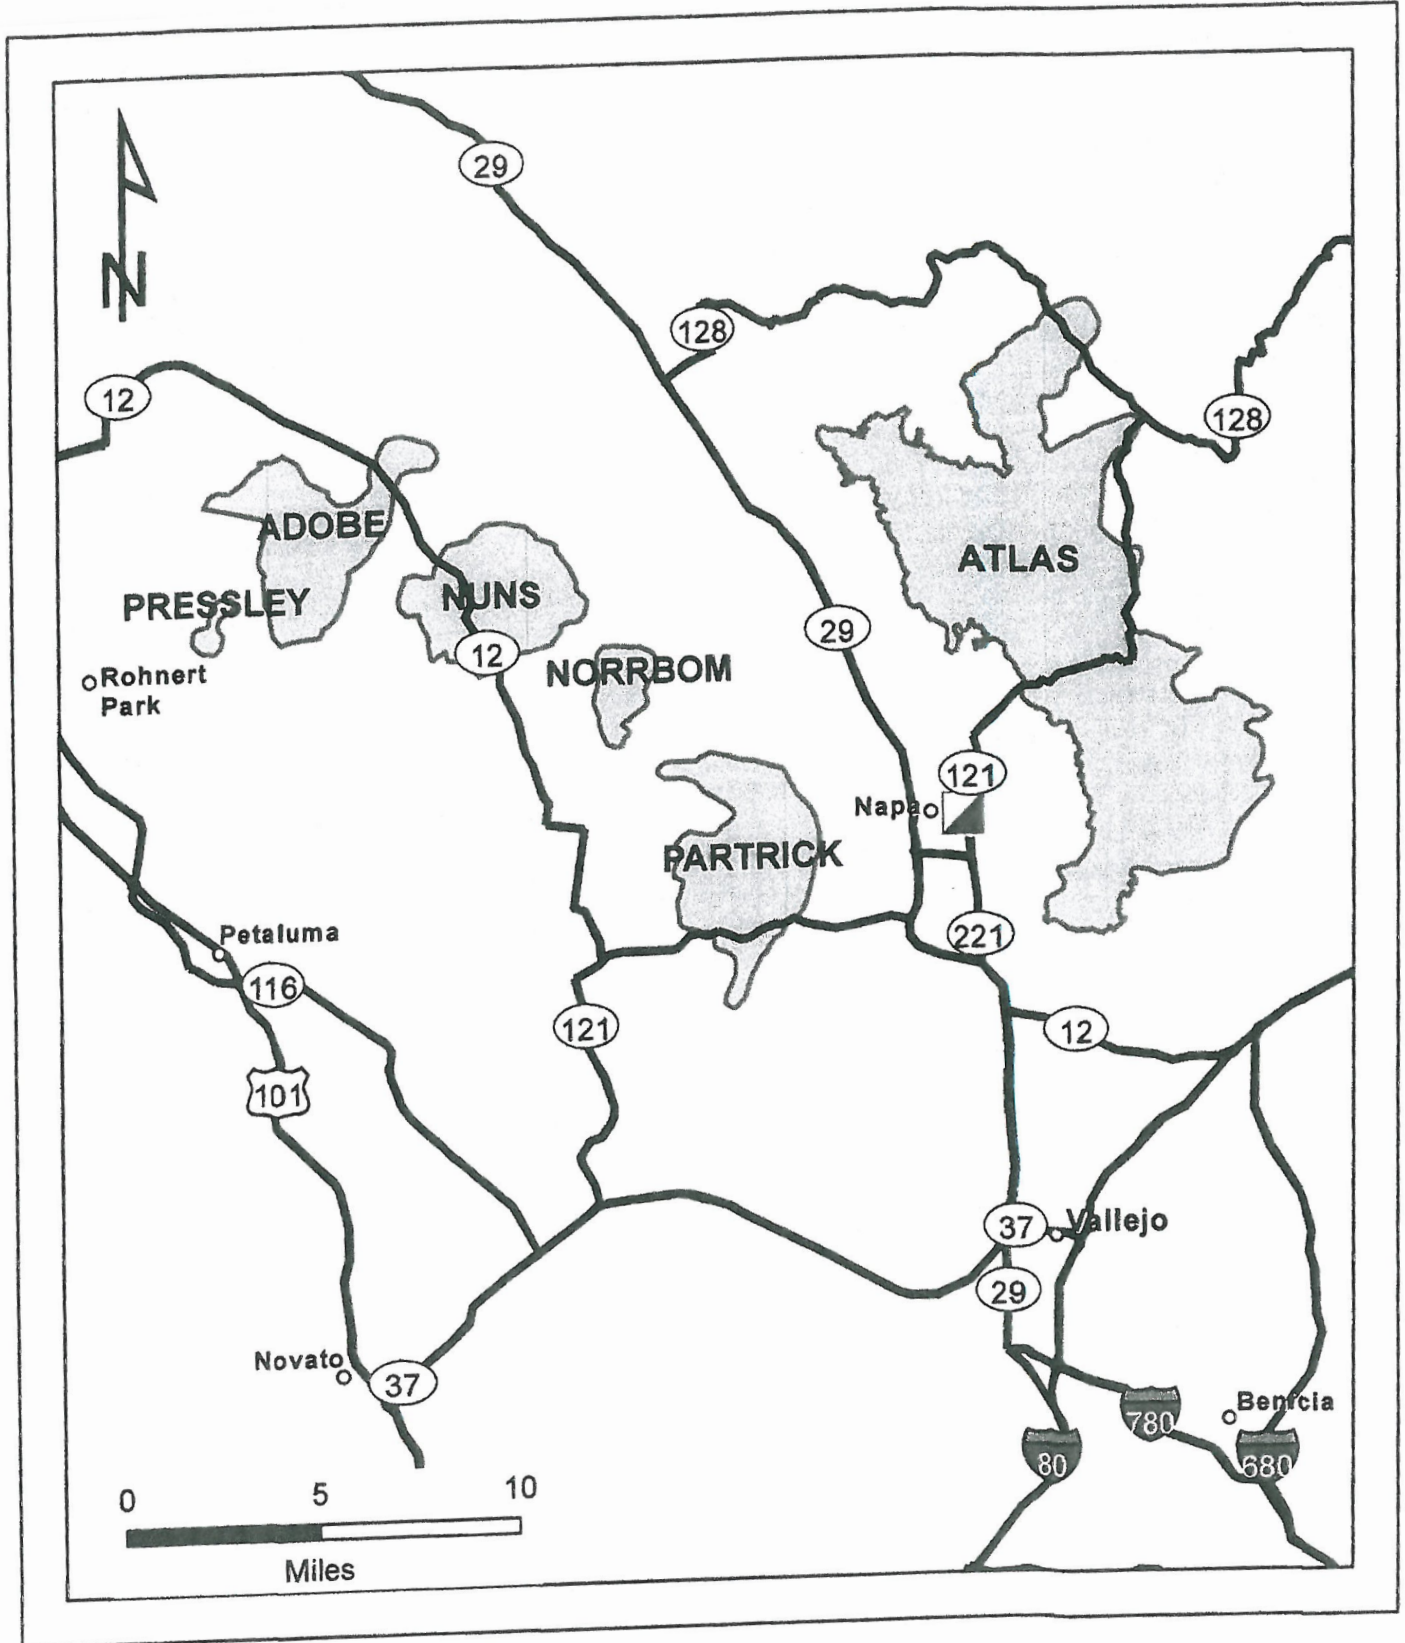 29
N
128
12
128
ADOBE
ATLAS
PRESSLEY
NUNS
29
12
NORRBOM
Rohnert
Park
121
Napa
PARTRICK
Petaluma
221
116
121
12
101
37
Vallejo
29
Novato
37
Benicia
780
80
680
0 5 10
Miles